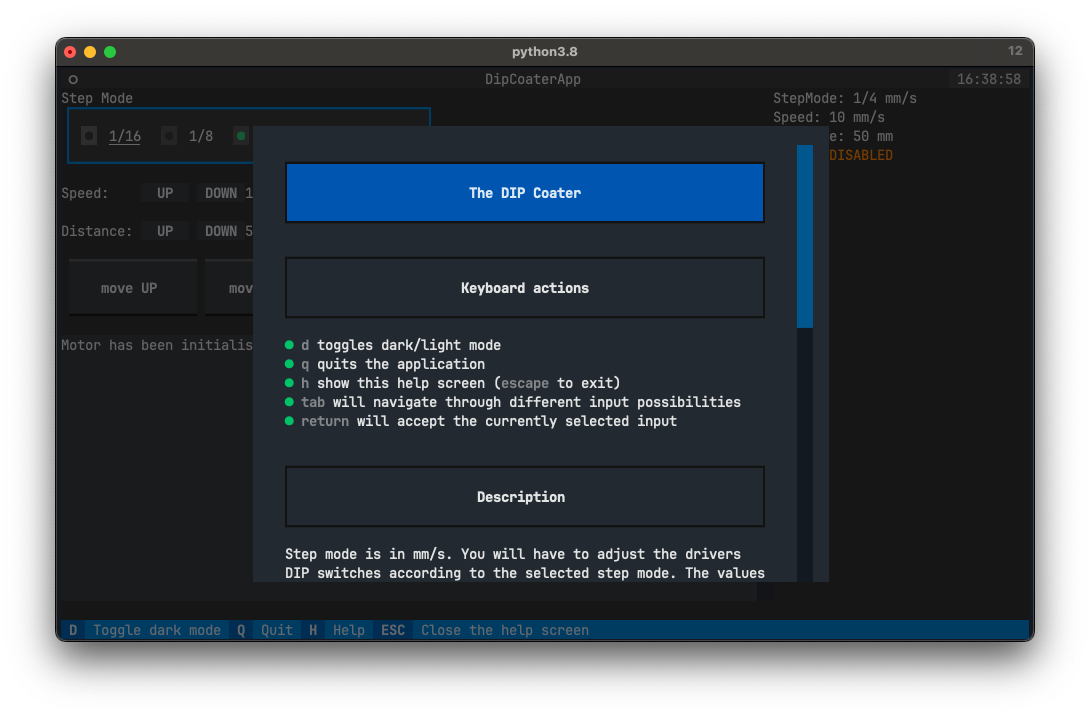 python3.8
12
DipCoaterApp
16:38:58
Step Mode
1/16 1/8
StepMode: 1/4 mm/s
Speed: 10 mm/s
e: 50 mm
DISABLED
Speed: UP DOWN 1
Distance: UP DOWN 5
move UP mov
Motor has been initialis
The DIP Coater
Keyboard actions
d toggles dark/light mode
q quits the application
h show this help screen (escape to exit)
tab will navigate through different input possibilities
return will accept the currently selected input
Description
Step mode is in mm/s. You will have to adjust the drivers
DIP switches according to the selected step mode. The values
D Toggle dark mode Q Quit H Help ESC Close the help screen